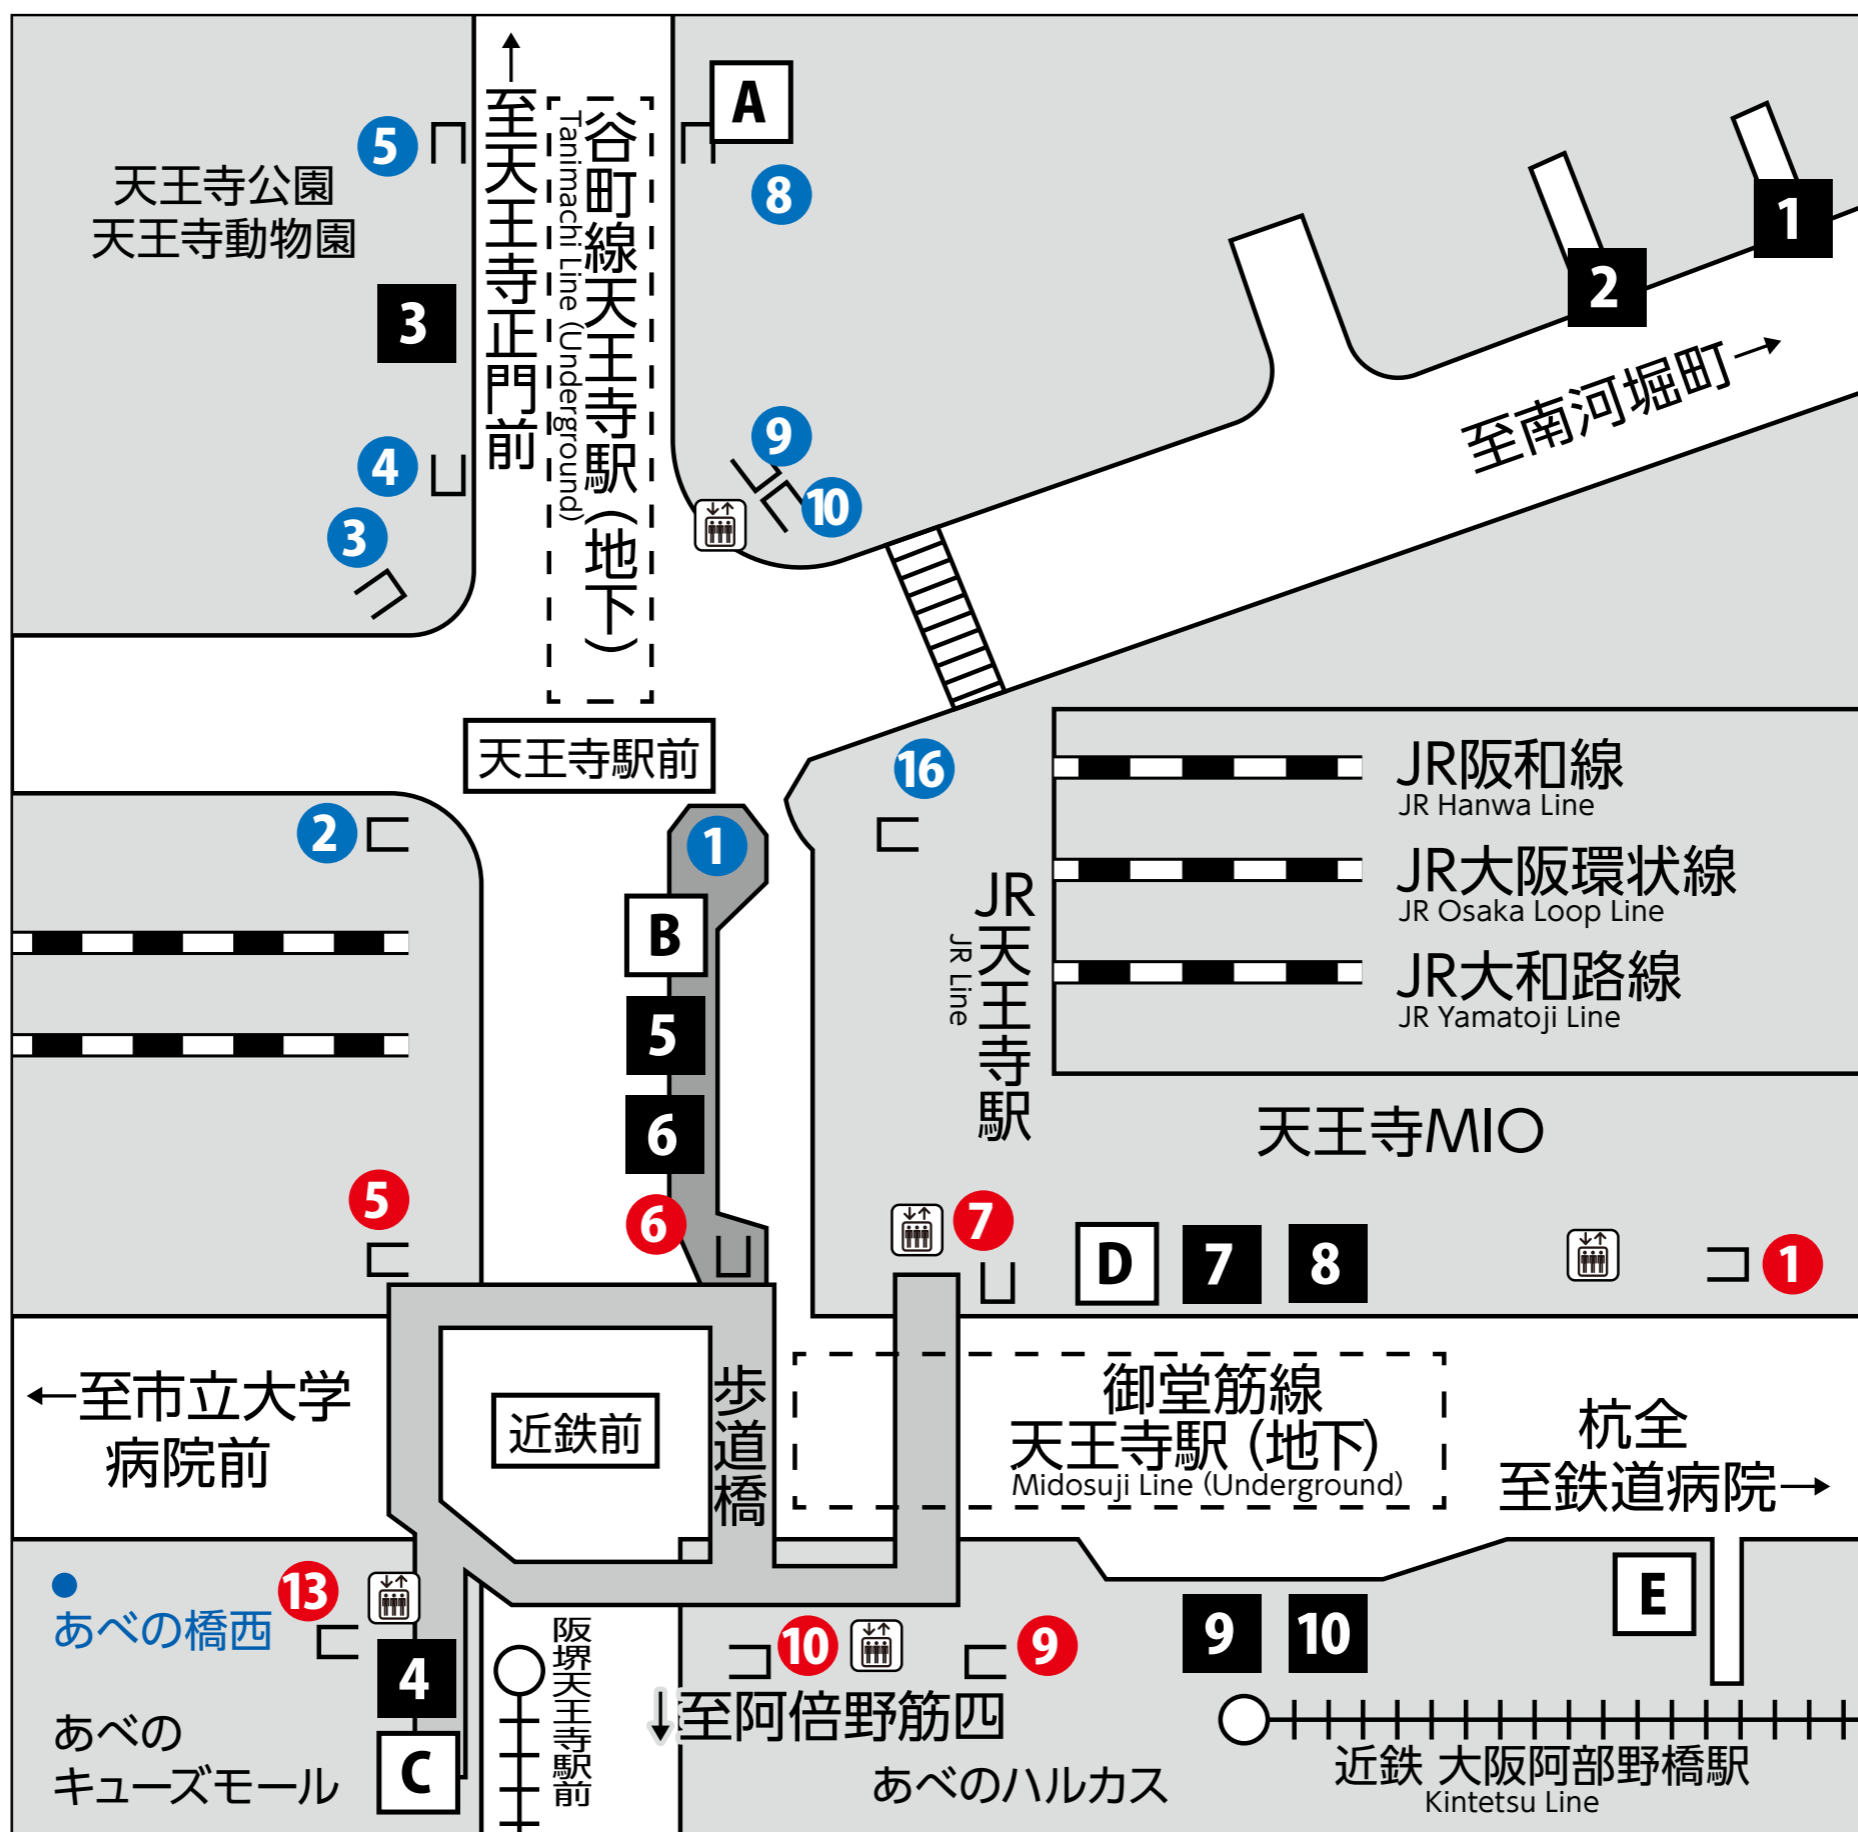 A
至天王寺正門前
谷町線天王寺駅(地下)
Tanimachi Line (Underground)
5
8
1
2
天王寺公園
天王寺動物園
3
至南河堀町→
9
4
10
3
天王寺駅前
16
JR阪和線
JR Hanwa Line
2
1
JR大阪環状線
JR Osaka Loop Line
JR天王寺駅
JR Line
B
JR大和路線
JR Yamatoji Line
5
6
天王寺MIO
5
6
7
D
7
8
1
←至市立大学
病院前
近鉄前
歩道橋
御堂筋線
天王寺駅(地下)
Midosuji Line (Underground)
杭全
至鉄道病院→
あべの橋西
13
4
C
阪堺天王寺駅前
10
9
9
10
E
↓至阿倍野筋四
あべの
キューズモール
あべのハルカス
近鉄 大阪阿部野橋駅
Kintetsu Line